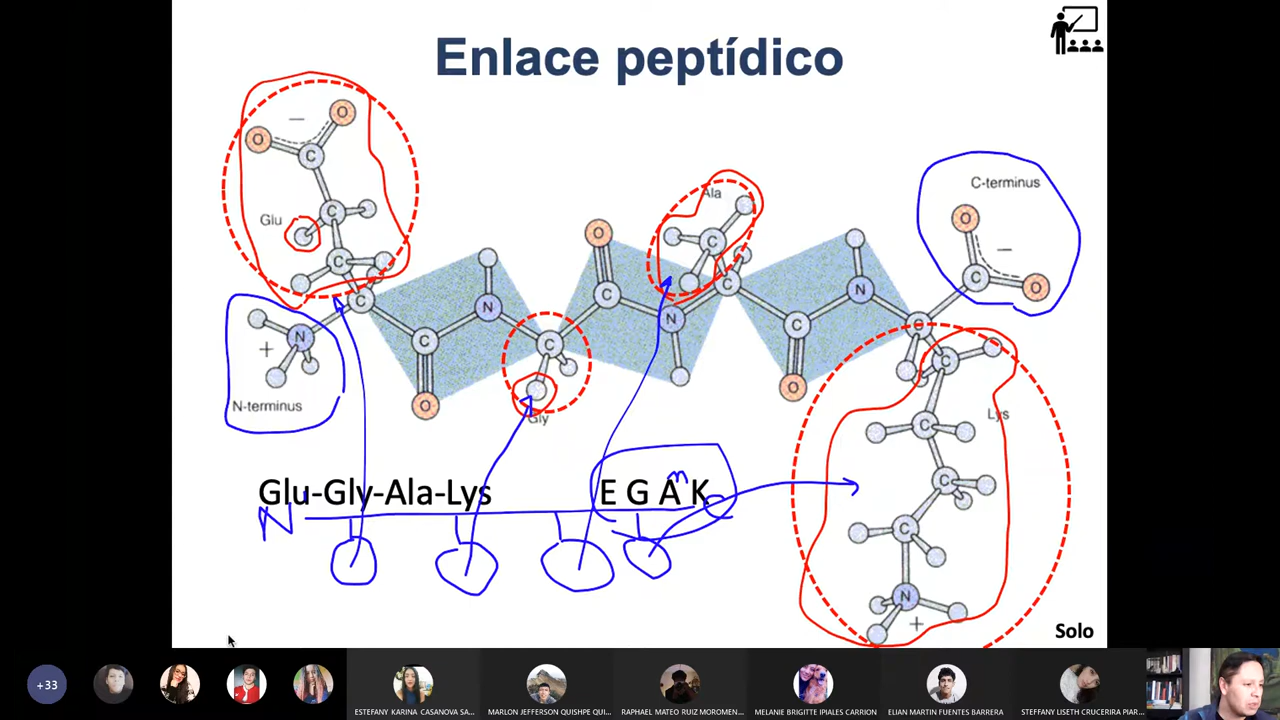 Enlace peptídico
O
O
−
C
Glu
C
C
C
N
+
N-terminus
C
O
N
C
Gly
O
C
N
Ala
C
C
C
O
N
C
C-terminus
O
−
C
O
C
Lys
C
C
C
N
+
Glu-Gly-Ala-Lys
E G A K
N
n
Solo
+33
ESTEFANY KARINA CASANOVA SA...
MARLON JEFFERSON QUISHPE QUI...
RAPHAEL MATEO RUIZ MOROMEN...
MELANIE BRIGITTE IPIALES CARRION
ELIAN MARTIN FUENTES BARRERA
STEFFANY LISETH CRUCERIRA PIAR...